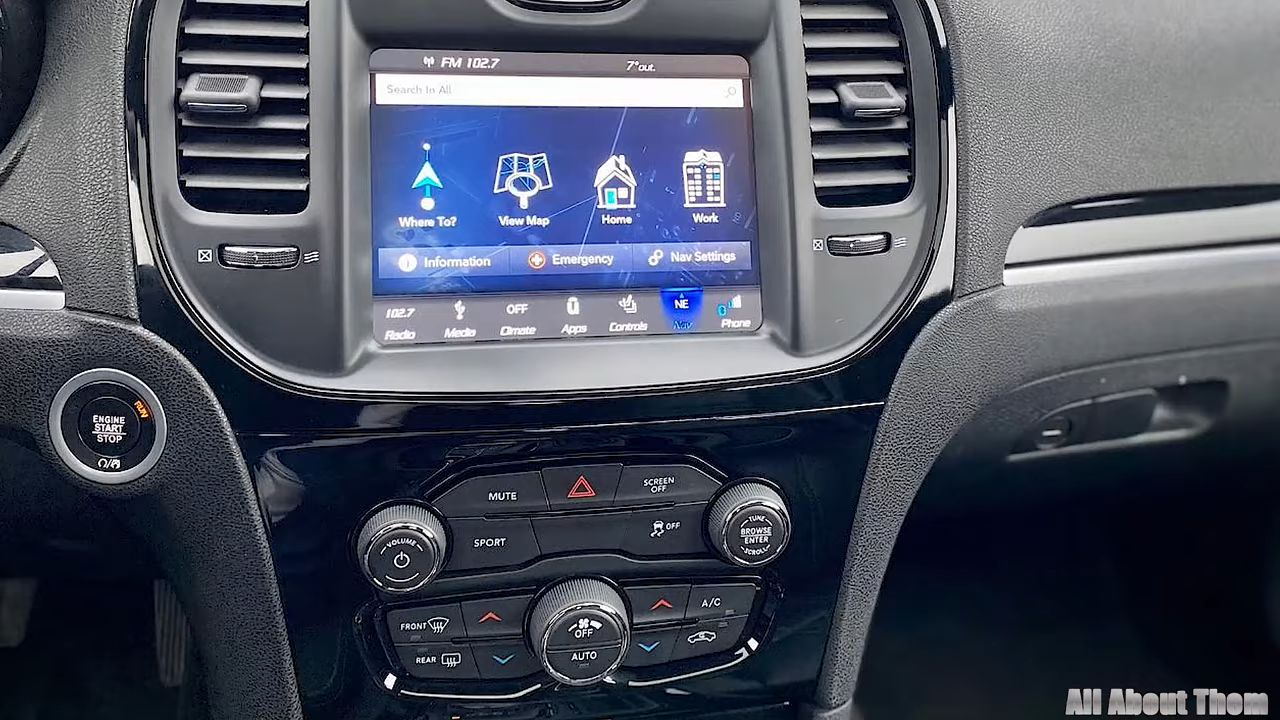 FM 102.7
7°out.
Search In All
Where To?
View Map
Home
Work
Information
Emergency
Nav Settings
102.7
OFF
NE
Radio
Media
Climate
Apps
Controls
Nav
Phone
ENGINE
START
STOP
RUN
MUTE
SCREEN
OFF
VOLUME
SPORT
OFF
TUNE
BROWSE
ENTER
SCROLL
FRONT
OFF
A/C
REAR
AUTO
All About Them